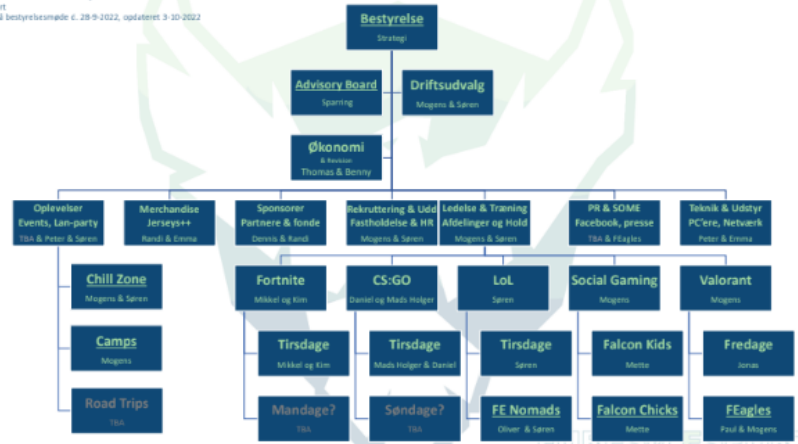 rt
å bestyrelsesmøde d. 28-9-2022, opdateret 3-10-2022
Bestyrelse
Strategi
Advisory Board
Sparring
Driftsudvalg
Mogens & Søren
Økonomi
& Revision
Thomas & Benny
Oplevelser
Events, Lan-party
TBA & Peter & Søren
Merchandise
Jerseys++
Randi & Emma
Sponsorer
Partnere & fonde
Dennis & Randi
Rekruttering & Udd
Fastholdelse & HR
Mogens & Søren
Ledelse & Træning
Afdelinger og Hold
Mogens & Søren
PR & SOME
Facebook, presse
TBA & FEagles
Teknik & Udstyr
PC'ere, Netværk
Peter & Emma
Chill Zone
Mogens & Søren
Fortnite
Mikkel og Kim
CS:GO
Daniel og Mads Holger
LoL
Søren
Social Gaming
Mogens
Valorant
Mogens
Camps
Mogens
Tirsdage
Mikkel og Kim
Tirsdage
Mads Holger & Daniel
Tirsdage
Søren
Falcon Kids
Mette
Fredage
Jonas
Road Trips
TBA
Mandage?
TBA
Søndage?
TBA
FE Nomads
Oliver & Søren
Falcon Chicks
Mette
FEagles
Paul & Mogens